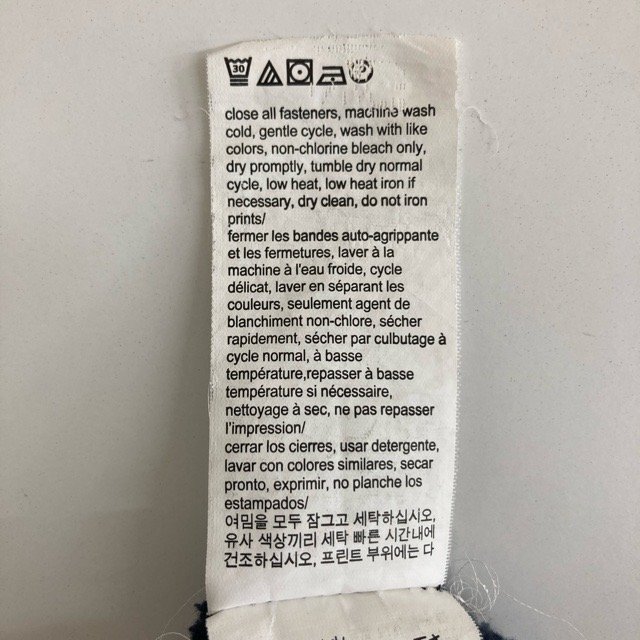 30
close all fasteners, machine wash
cold, gentle cycle, wash with like
colors, non-chlorine bleach only,
dry promptly, tumble dry normal
cycle, low heat, low heat iron if
necessary, dry clean, do not iron
prints/
fermer les bandes auto-agrippante
et les fermetures, laver à la
machine à l'eau froide, cycle
délicat, laver en séparant les
couleurs, seulement agent de
blanchiment non-chlore, sécher
rapidement, sécher par culbutage à
cycle normal, à basse
température,repasser à basse
température si nécessaire,
nettoyage à sec, ne pas repasser
l'impression/
cerrar los cierres, usar detergente,
lavar con colores similares, secar
pronto, exprimir, no planche los
estampados/
여밈을 모두 잠그고 세탁하십시오,
유사 색상끼리 세탁 빠른 시간내에
건조하십시오, 프린트 부위에는 다